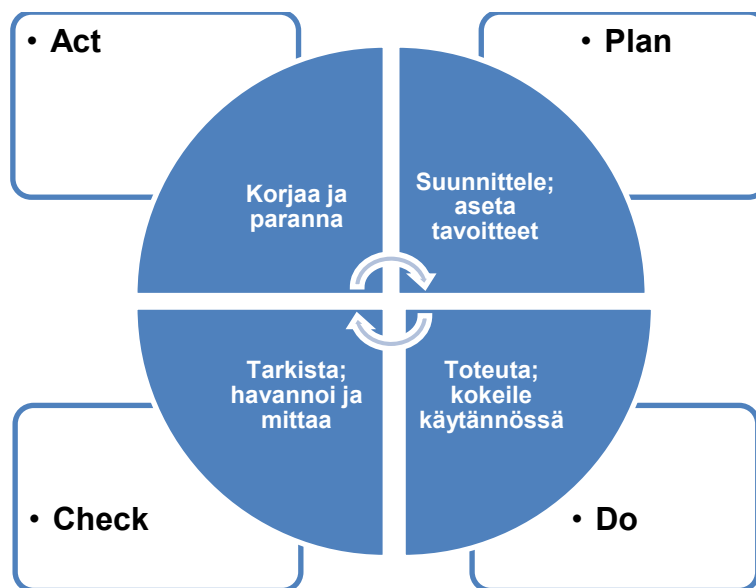 • Act
• Plan
Korjaa ja
paranna
Suunnittele;
aseta
tavoitteet
Tarkista;
havannoi ja
mittaa
Toteuta;
kokeile
käytännössä
• Check
• Do